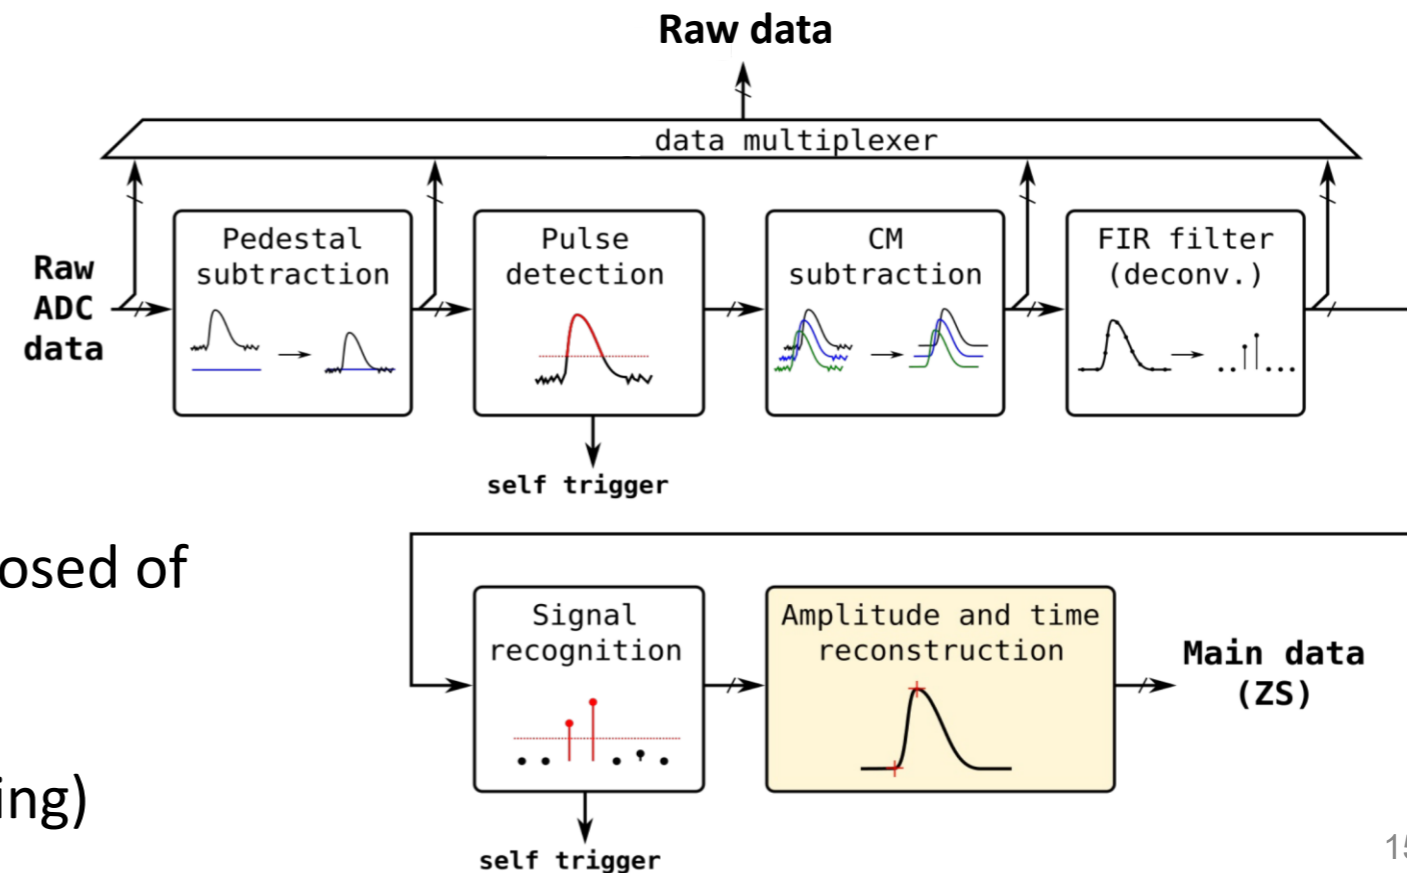 Raw data
data multiplexer
Raw
ADC
data
Pedestal
subtraction
Pulse
detection
CM
subtraction
FIR filter
(deconv.)
self trigger
osed of
ing)
Signal
recognition
Amplitude and time
reconstruction
Main data
(ZS)
self trigger
15